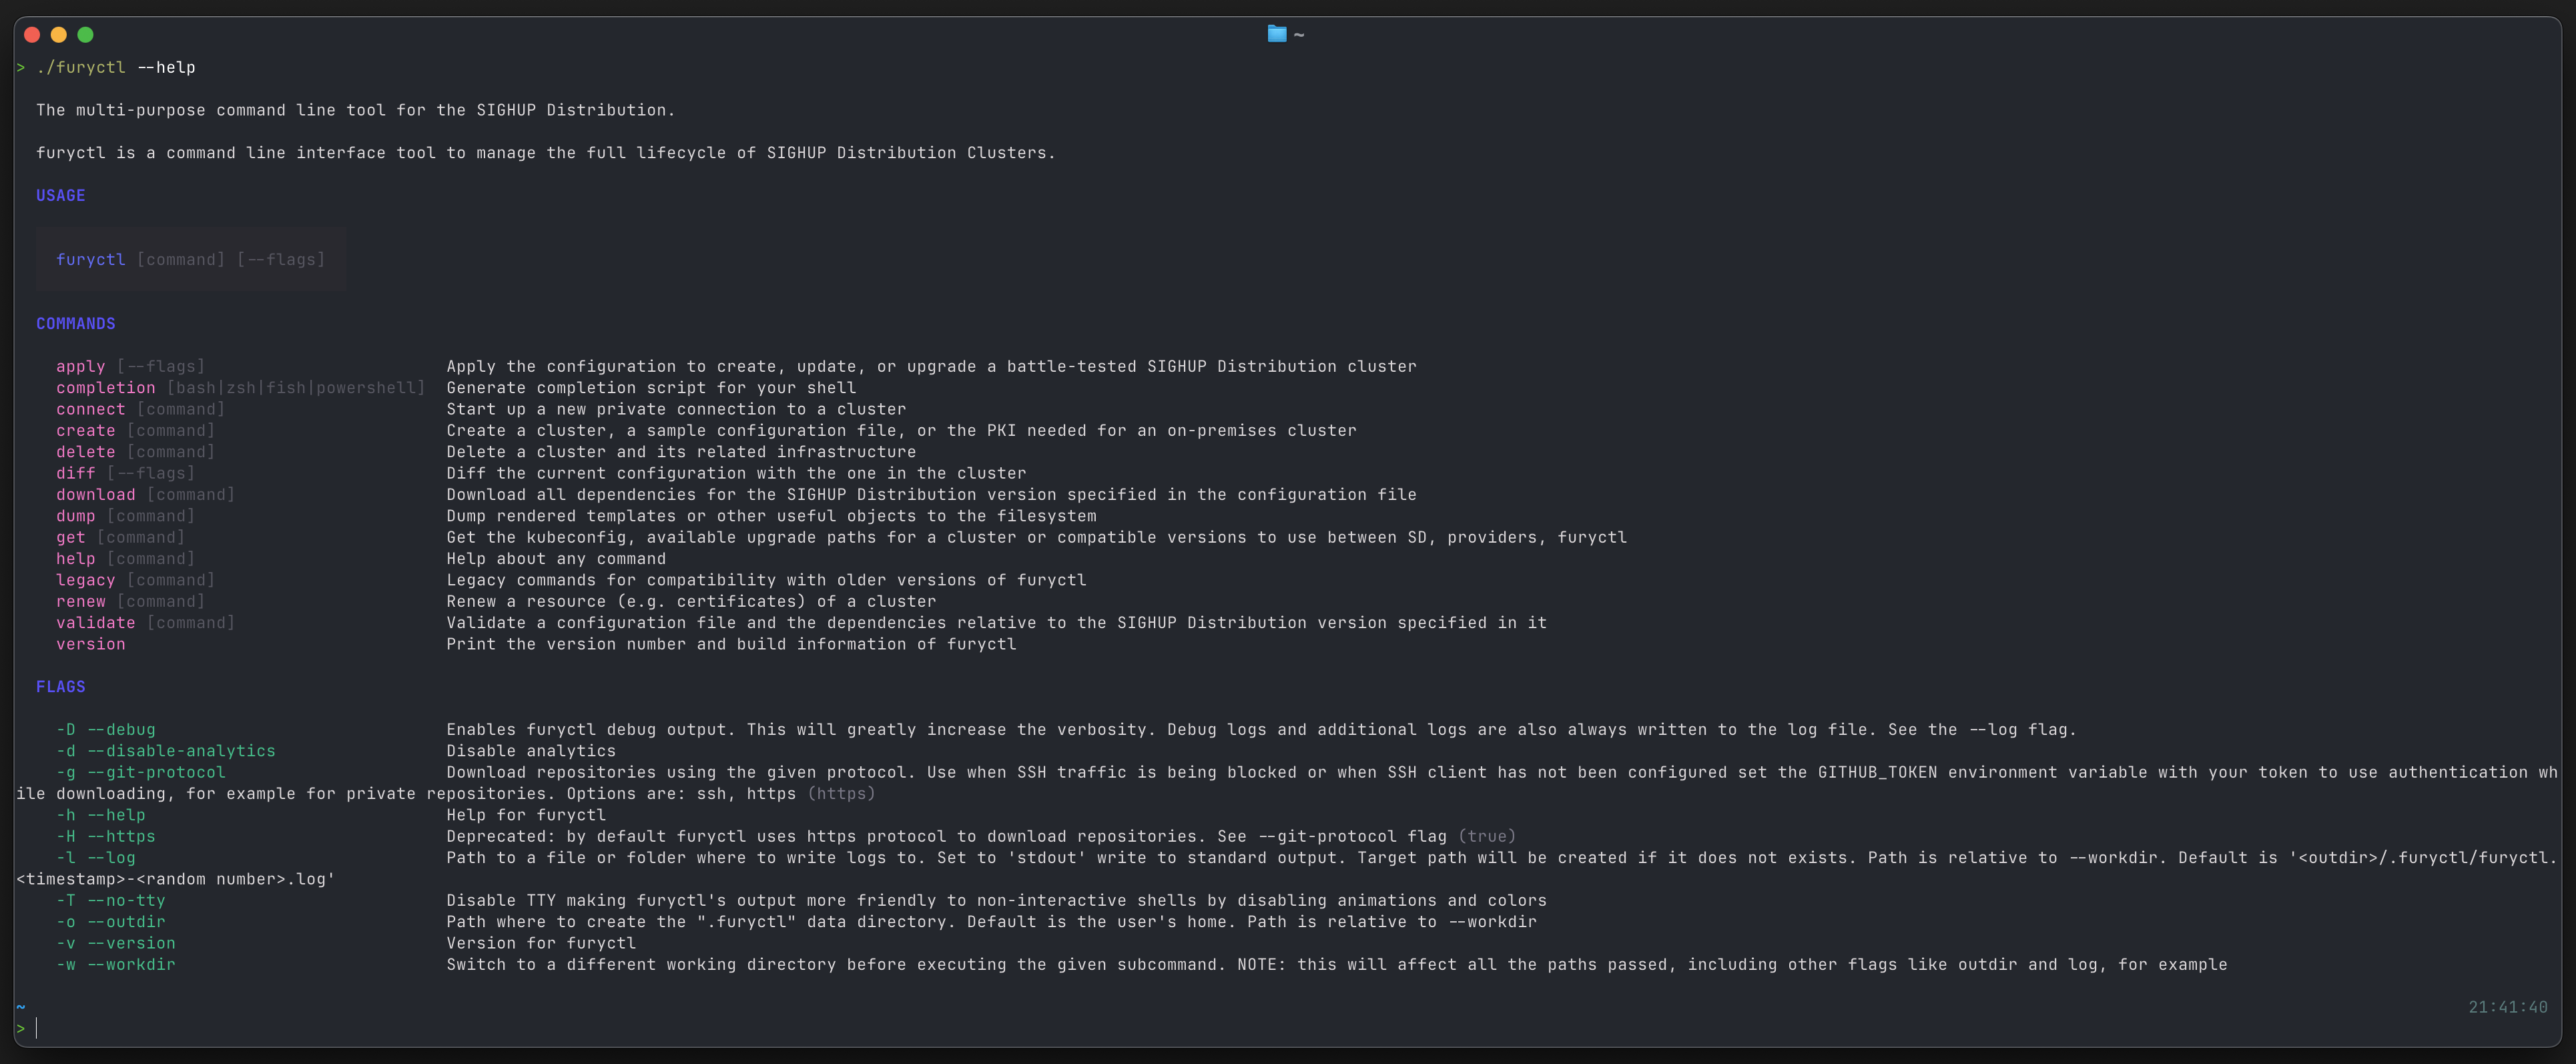 ~
> ./furyctl --help
The multi-purpose command line tool for the SIGHUP Distribution.
furyctl is a command line interface tool to manage the full lifecycle of SIGHUP Distribution Clusters.
USAGE
furyctl [command] [--flags]
COMMANDS
apply [--flags] Apply the configuration to create, update, or upgrade a battle-tested SIGHUP Distribution cluster
completion [bash|zsh|fish|powershell] Generate completion script for your shell
connect [command] Start up a new private connection to a cluster
create [command] Create a cluster, a sample configuration file, or the PKI needed for an on-premises cluster
delete [command] Delete a cluster and its related infrastructure
diff [--flags] Diff the current configuration with the one in the cluster
download [command] Download all dependencies for the SIGHUP Distribution version specified in the configuration file
dump [command] Dump rendered templates or other useful objects to the filesystem
get [command] Get the kubeconfig, available upgrade paths for a cluster or compatible versions to use between SD, providers, furyctl
help [command] Help about any command
legacy [command] Legacy commands for compatibility with older versions of furyctl
renew [command] Renew a resource (e.g. certificates) of a cluster
validate [command] Validate a configuration file and the dependencies relative to the SIGHUP Distribution version specified in it
version Print the version number and build information of furyctl
FLAGS
-D --debug Enables furyctl debug output. This will greatly increase the verbosity. Debug logs and additional logs are also always written to the log file. See the --log flag.
-d --disable-analytics Disable analytics
-g --git-protocol Download repositories using the given protocol. Use when SSH traffic is being blocked or when SSH client has not been configured set the GITHUB_TOKEN environment variable with your token to use authentication wh
ile downloading, for example for private repositories. Options are: ssh, https (https)
-h --help Help for furyctl
-H --https Deprecated: by default furyctl uses https protocol to download repositories. See --git-protocol flag (true)
-l --log Path to a file or folder where to write logs to. Set to 'stdout' write to standard output. Target path will be created if it does not exists. Path is relative to --workdir. Default is '<outdir>/.furyctl/furyctl.
<timestamp>-<random number>.log'
-T --no-tty Disable TTY making furyctl's output more friendly to non-interactive shells by disabling animations and colors
-o --outdir Path where to create the ".furyctl" data directory. Default is the user's home. Path is relative to --workdir
-v --version Version for furyctl
-w --workdir Switch to a different working directory before executing the given subcommand. NOTE: this will affect all the paths passed, including other flags like outdir and log, for example
~ 21:41:40
>